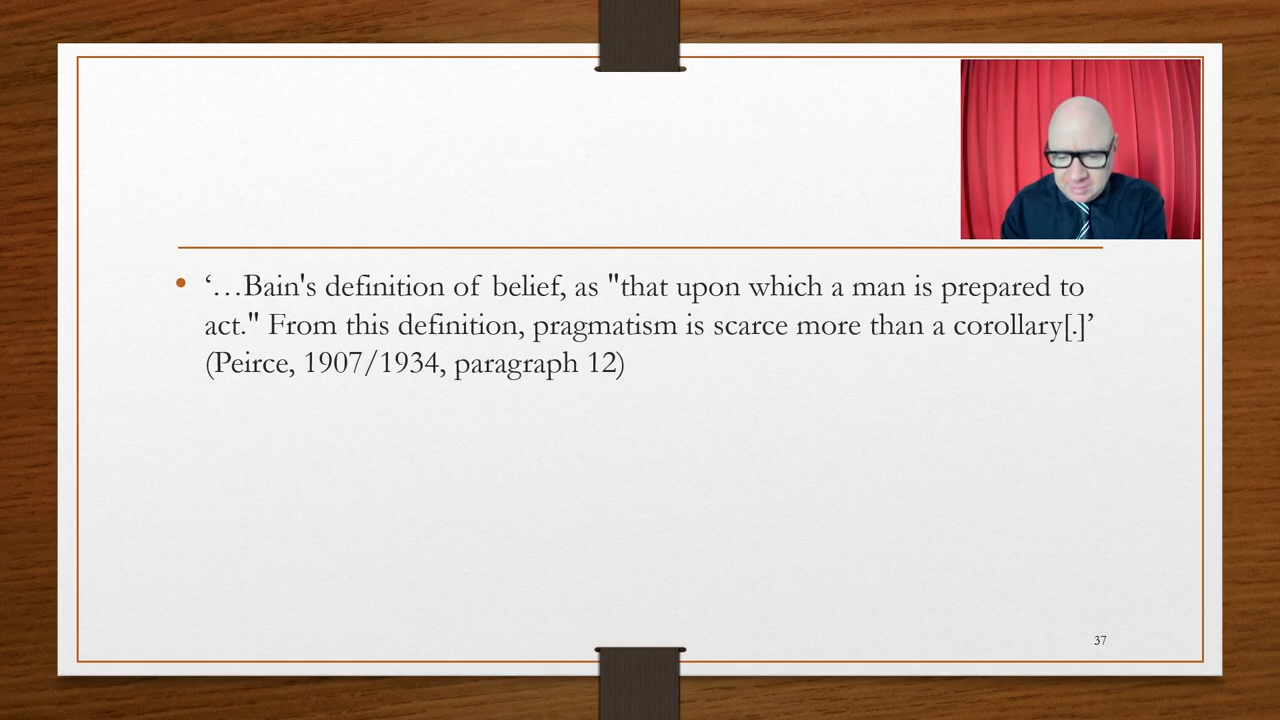 • ‘…Bain's definition of belief, as "that upon which a man is prepared to
act." From this definition, pragmatism is scarce more than a corollary[.]’
(Peirce, 1907/1934, paragraph 12)
37